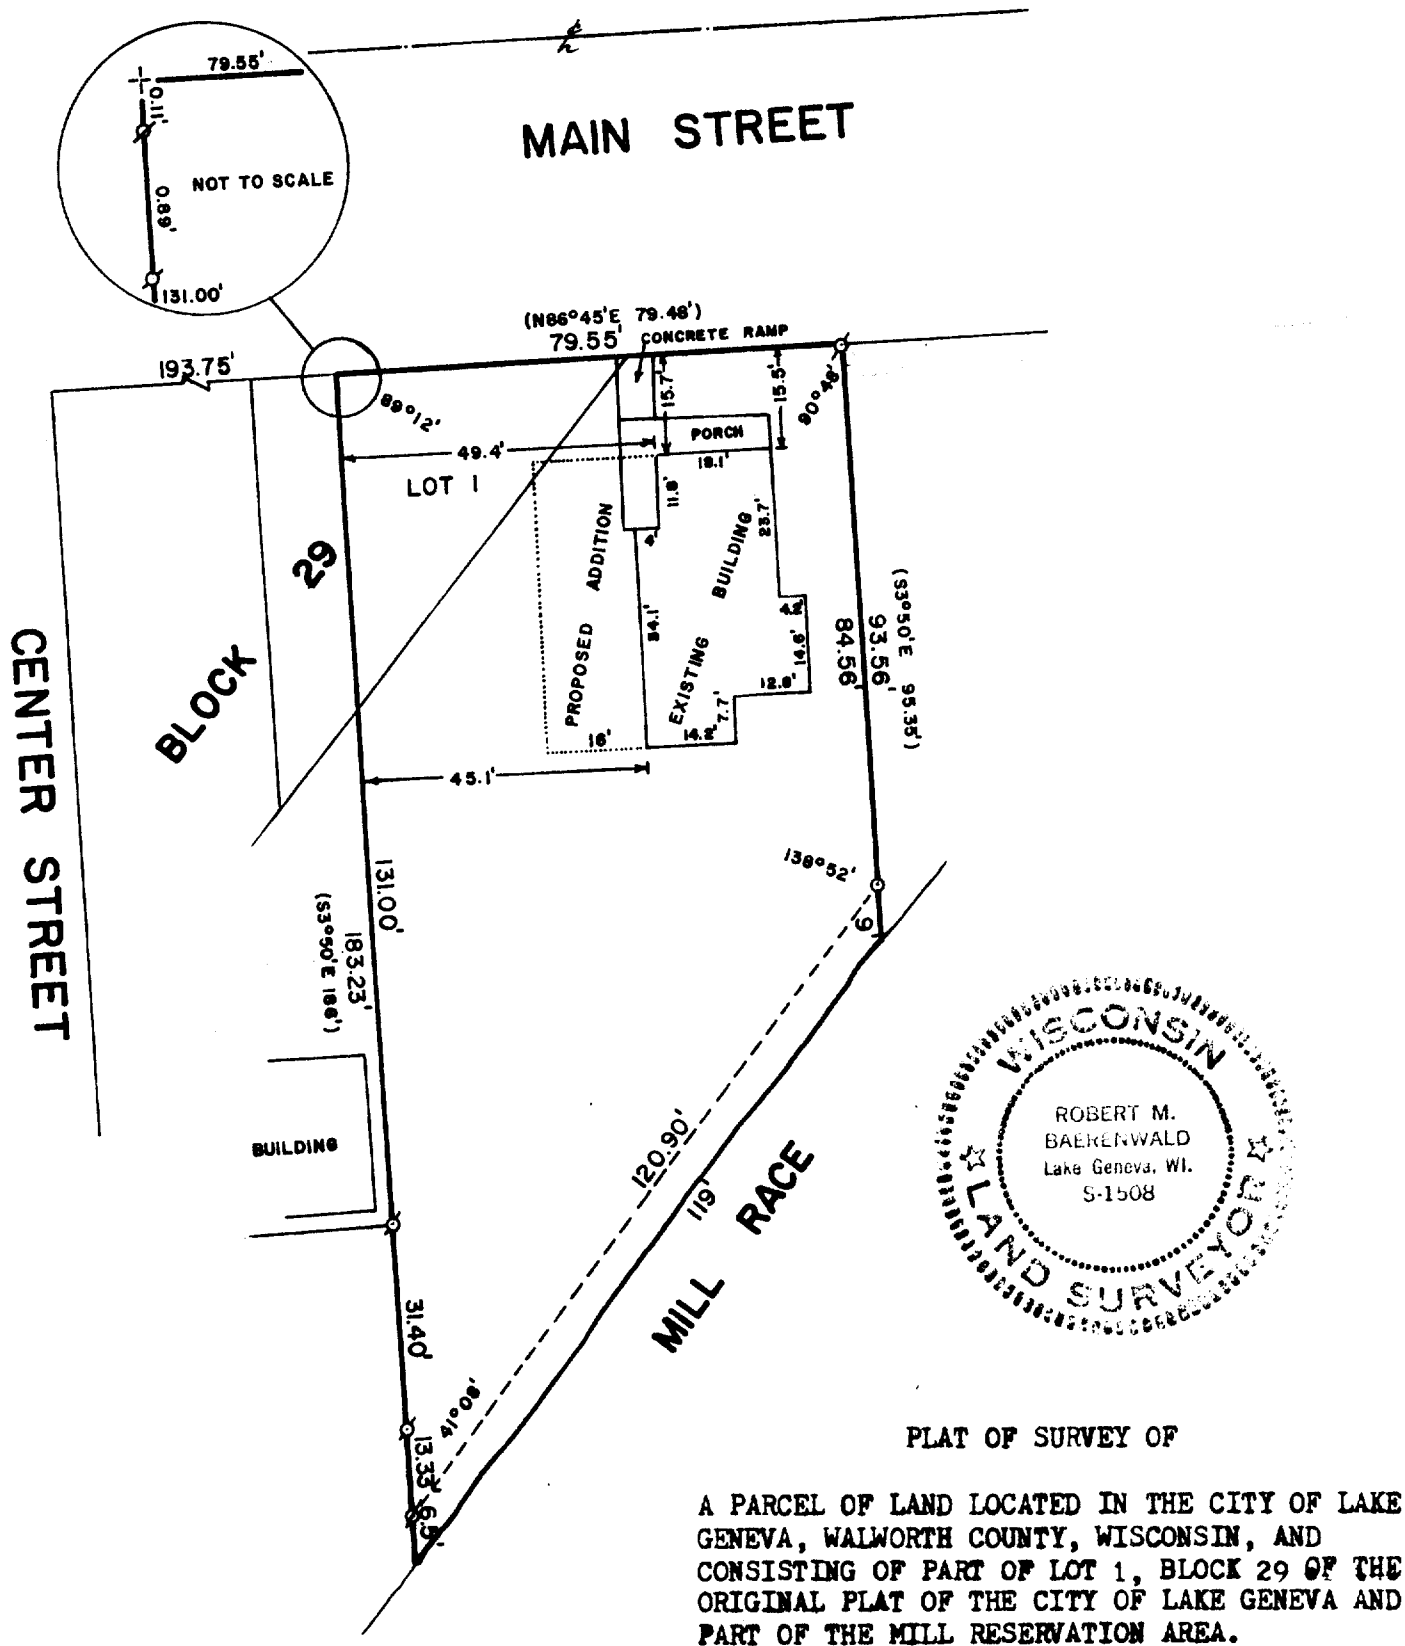 79.55'
0.11'
NOT TO SCALE
0.89'
131.00'
MAIN STREET
(N86°45'E 79.48')
79.55'
CONCRETE RAMP
193.75'
89°12'
15.7'
15.5'
90°48'
PORCH
49.4'
19.1'
LOT 1
11.8'
23.7'
4'
PROPOSED ADDITION
EXISTING BUILDING
54.1'
4.2'
14.6'
12.8'
7.7'
14.2'
16'
45.1'
(S3°50'E 95.35')
93.56'
84.56'
BLOCK 29
CENTER STREET
138°52'
9'
131.00'
183.23'
(S3°50'E 186')
BUILDING
120.90'
119'
MILL RACE
31.40'
41°08'
13.33'
6.5'
WISCONSIN
ROBERT M.
BAERENWALD
Lake Geneva, WI.
S-1508
LAND SURVEYOR
PLAT OF SURVEY OF
A PARCEL OF LAND LOCATED IN THE CITY OF LAKE
GENEVA, WALWORTH COUNTY, WISCONSIN, AND
CONSISTING OF PART OF LOT 1, BLOCK 29 OF THE
ORIGINAL PLAT OF THE CITY OF LAKE GENEVA AND
PART OF THE MILL RESERVATION AREA.